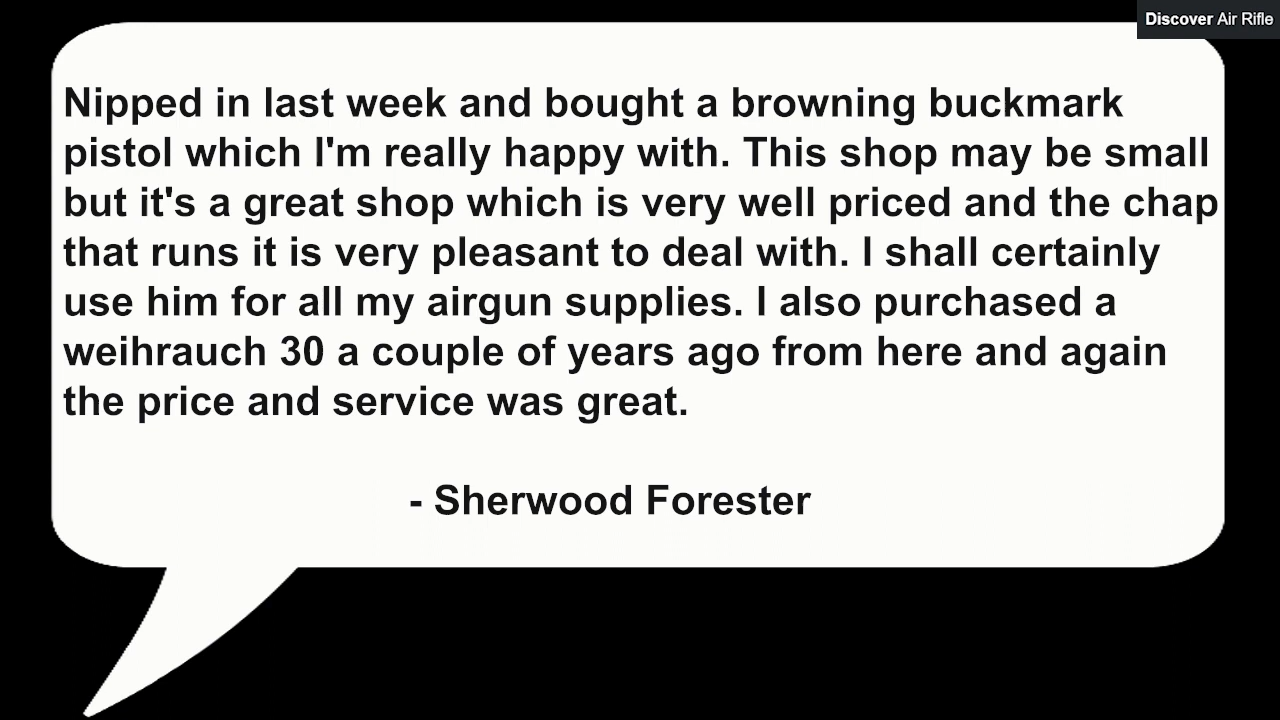 Discover Air Rifle
Nipped in last week and bought a browning buckmark
pistol which I'm really happy with. This shop may be small
but it's a great shop which is very well priced and the chap
that runs it is very pleasant to deal with. I shall certainly
use him for all my airgun supplies. I also purchased a
weihrauch 30 a couple of years ago from here and again
the price and service was great.
- Sherwood Forester